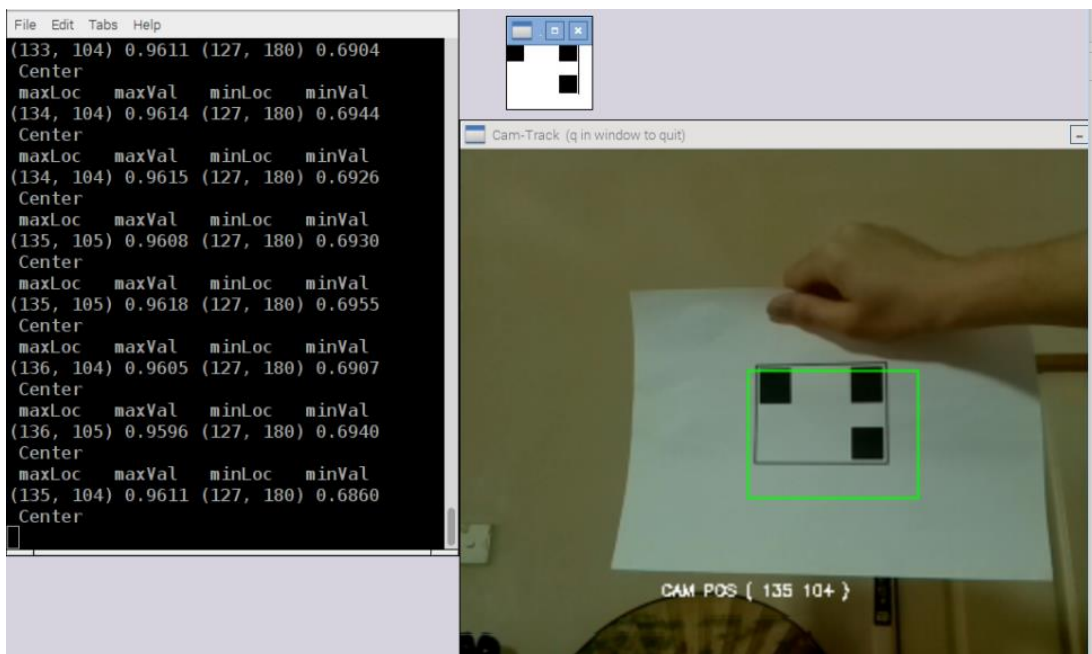 File Edit Tabs Help
(133, 104) 0.9611 (127, 180) 0.6904
Center
maxLoc maxVal minLoc minVal
(134, 104) 0.9614 (127, 180) 0.6944
Center
maxLoc maxVal minLoc minVal
(134, 104) 0.9615 (127, 180) 0.6926
Center
maxLoc maxVal minLoc minVal
(135, 105) 0.9608 (127, 180) 0.6930
Center
maxLoc maxVal minLoc minVal
(135, 105) 0.9618 (127, 180) 0.6955
Center
maxLoc maxVal minLoc minVal
(136, 104) 0.9605 (127, 180) 0.6907
Center
maxLoc maxVal minLoc minVal
(136, 105) 0.9596 (127, 180) 0.6940
Center
maxLoc maxVal minLoc minVal
(135, 104) 0.9611 (127, 180) 0.6860
Center
Cam-Track (q in window to quit)
CAM POS ( 135 104 )